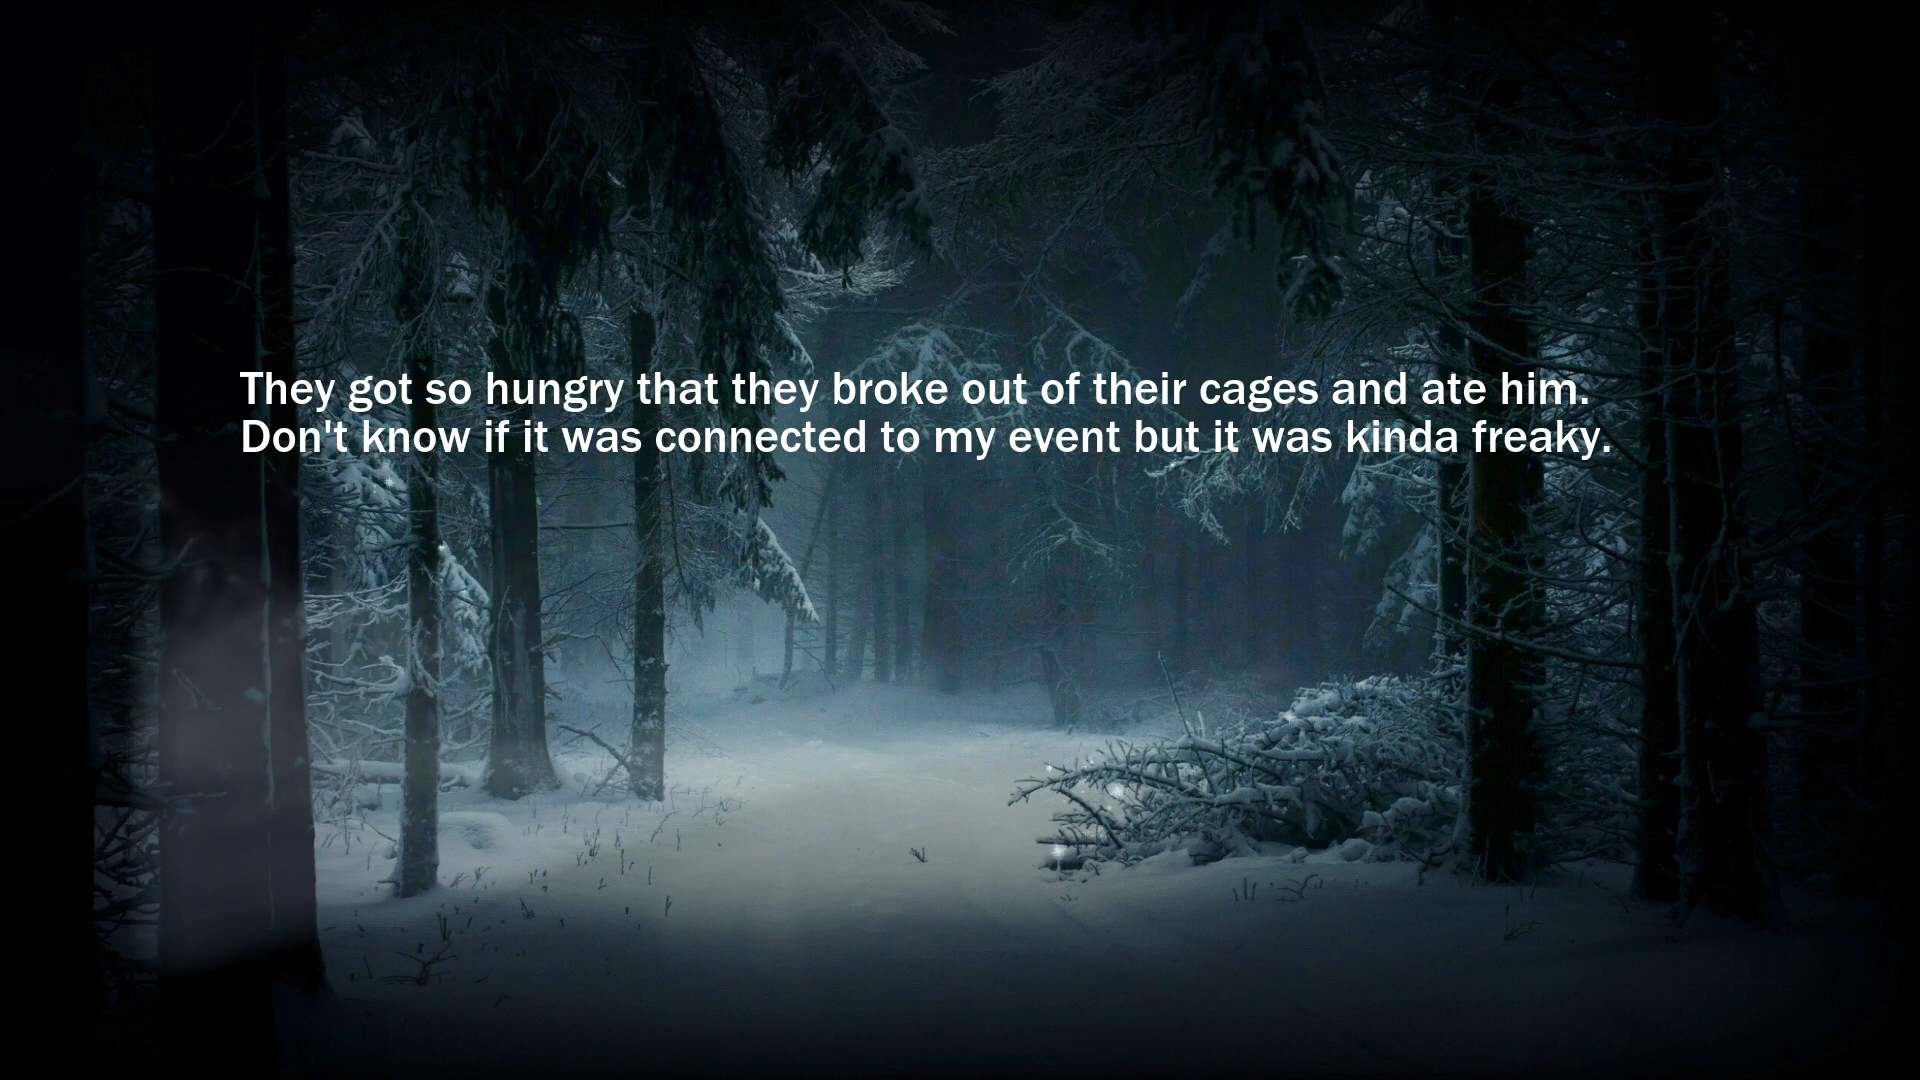 They got so hungry that they broke out of their cages and ate him.
Don't know if it was connected to my event but it was kinda freaky.